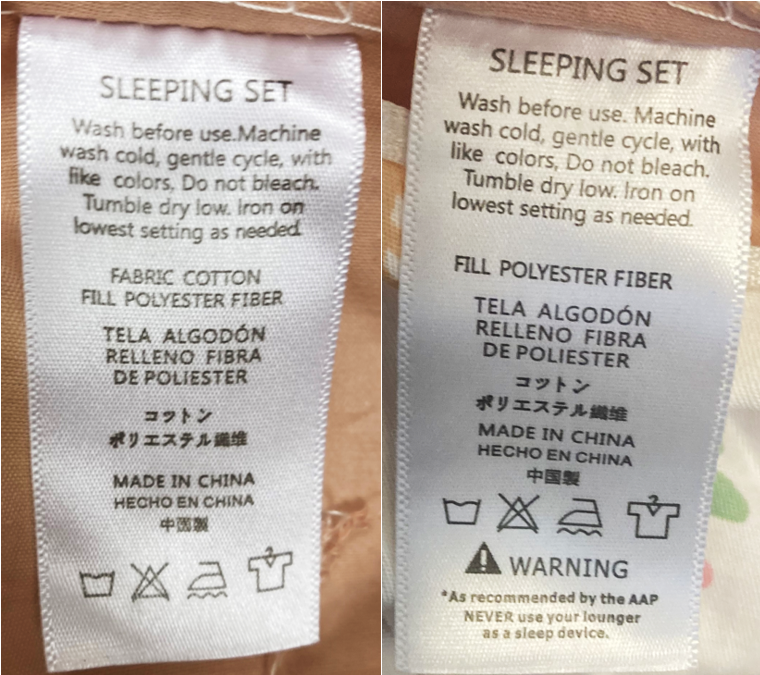 SLEEPING SET
Wash before use.Machine
wash cold, gentle cycle, with
like colors, Do not bleach.
Tumble dry low. Iron on
lowest setting as needed.
FABRIC COTTON
FILL POLYESTER FIBER
TELA ALGODÓN
RELLENO FIBRA
DE POLIESTER
コットン
ポリエステル繊维
MADE IN CHINA
HECHO EN CHINA
中国製
SLEEPING SET
Wash before use. Machine
wash cold, gentle cycle, with
like colors, Do not bleach.
Tumble dry low. Iron on
lowest setting as needed.
FILL POLYESTER FIBER
TELA ALGODÓN
RELLENO FIBRA
DE POLIESTER
コットン
ポリエステル繊维
MADE IN CHINA
HECHO EN CHINA
中国製
WARNING
*As recommended by the AAP
NEVER use your lounger
as a sleep device.